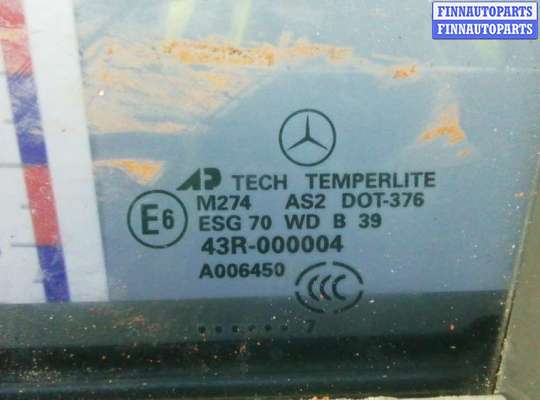 FINNAUTOPARTS
FINNAUTOPARTS
AP TECH TEMPERLITE
M274 AS2 DOT-376
E6
ESG 70 WD B 39
43R-000004
A006450
CCC
. . . . . . 7